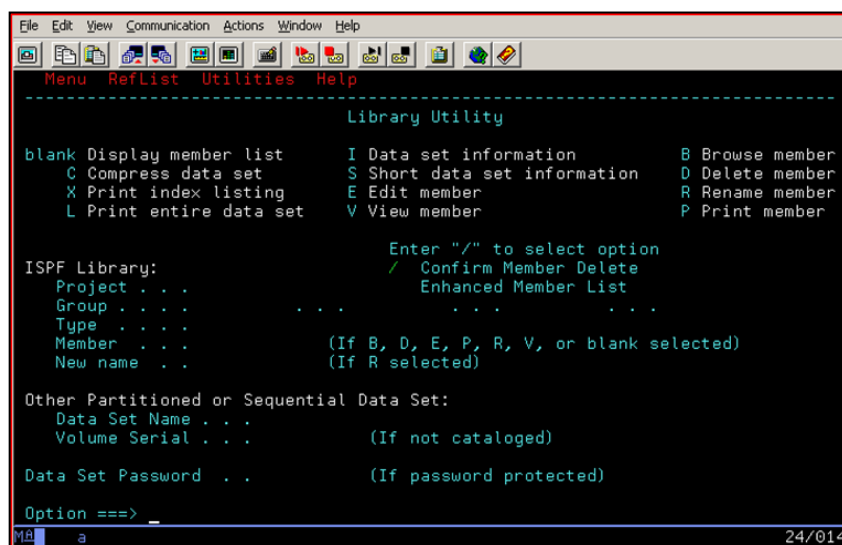 File Edit View Communication Actions Window Help
Menu RefList Utilities Help
Library Utility
blank Display member list I Data set information B Browse member
C Compress data set S Short data set information D Delete member
X Print index listing E Edit member R Rename member
L Print entire data set V View member P Print member
Enter "/" to select option
ISPF Library: / Confirm Member Delete
Project . . . Enhanced Member List
Group . . . . . . . . . . . . .
Type . . . .
Member . . . (If B, D, E, P, R, V, or blank selected)
New name . . (If R selected)
Other Partitioned or Sequential Data Set:
Data Set Name . . .
Volume Serial . . . (If not cataloged)
Data Set Password . . (If password protected)
Option ===> _
MA a 24/014